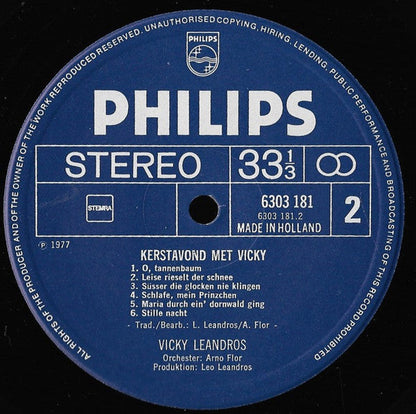 ALL RIGHTS OF THE PRODUCER AND OF THE OWNER OF THE WORK REPRODUCED RESERVED. UNAUTHORISED COPYING, HIRING, LENDING, PUBLIC PERFORMANCE AND BROADCASTING OF THIS RECORD PROHIBITED
PHILIPS
PHILIPS
STEREO
33 1/3
STEMRA
6303 181
6303 181.2
MADE IN HOLLAND
2
℗ 1977
KERSTAVOND MET VICKY
1. O, tannenbaum
2. Leise rieselt der schnee
3. Süsser die glocken nie klingen
4. Schlafe, mein Prinzchen
5. Maria durch ein' dornwald ging
6. Stille nacht
- Trad./Bearb.: L. Leandros/A. Flor -
VICKY LEANDROS
Orchester: Arno Flor
Produktion: Leo Leandros